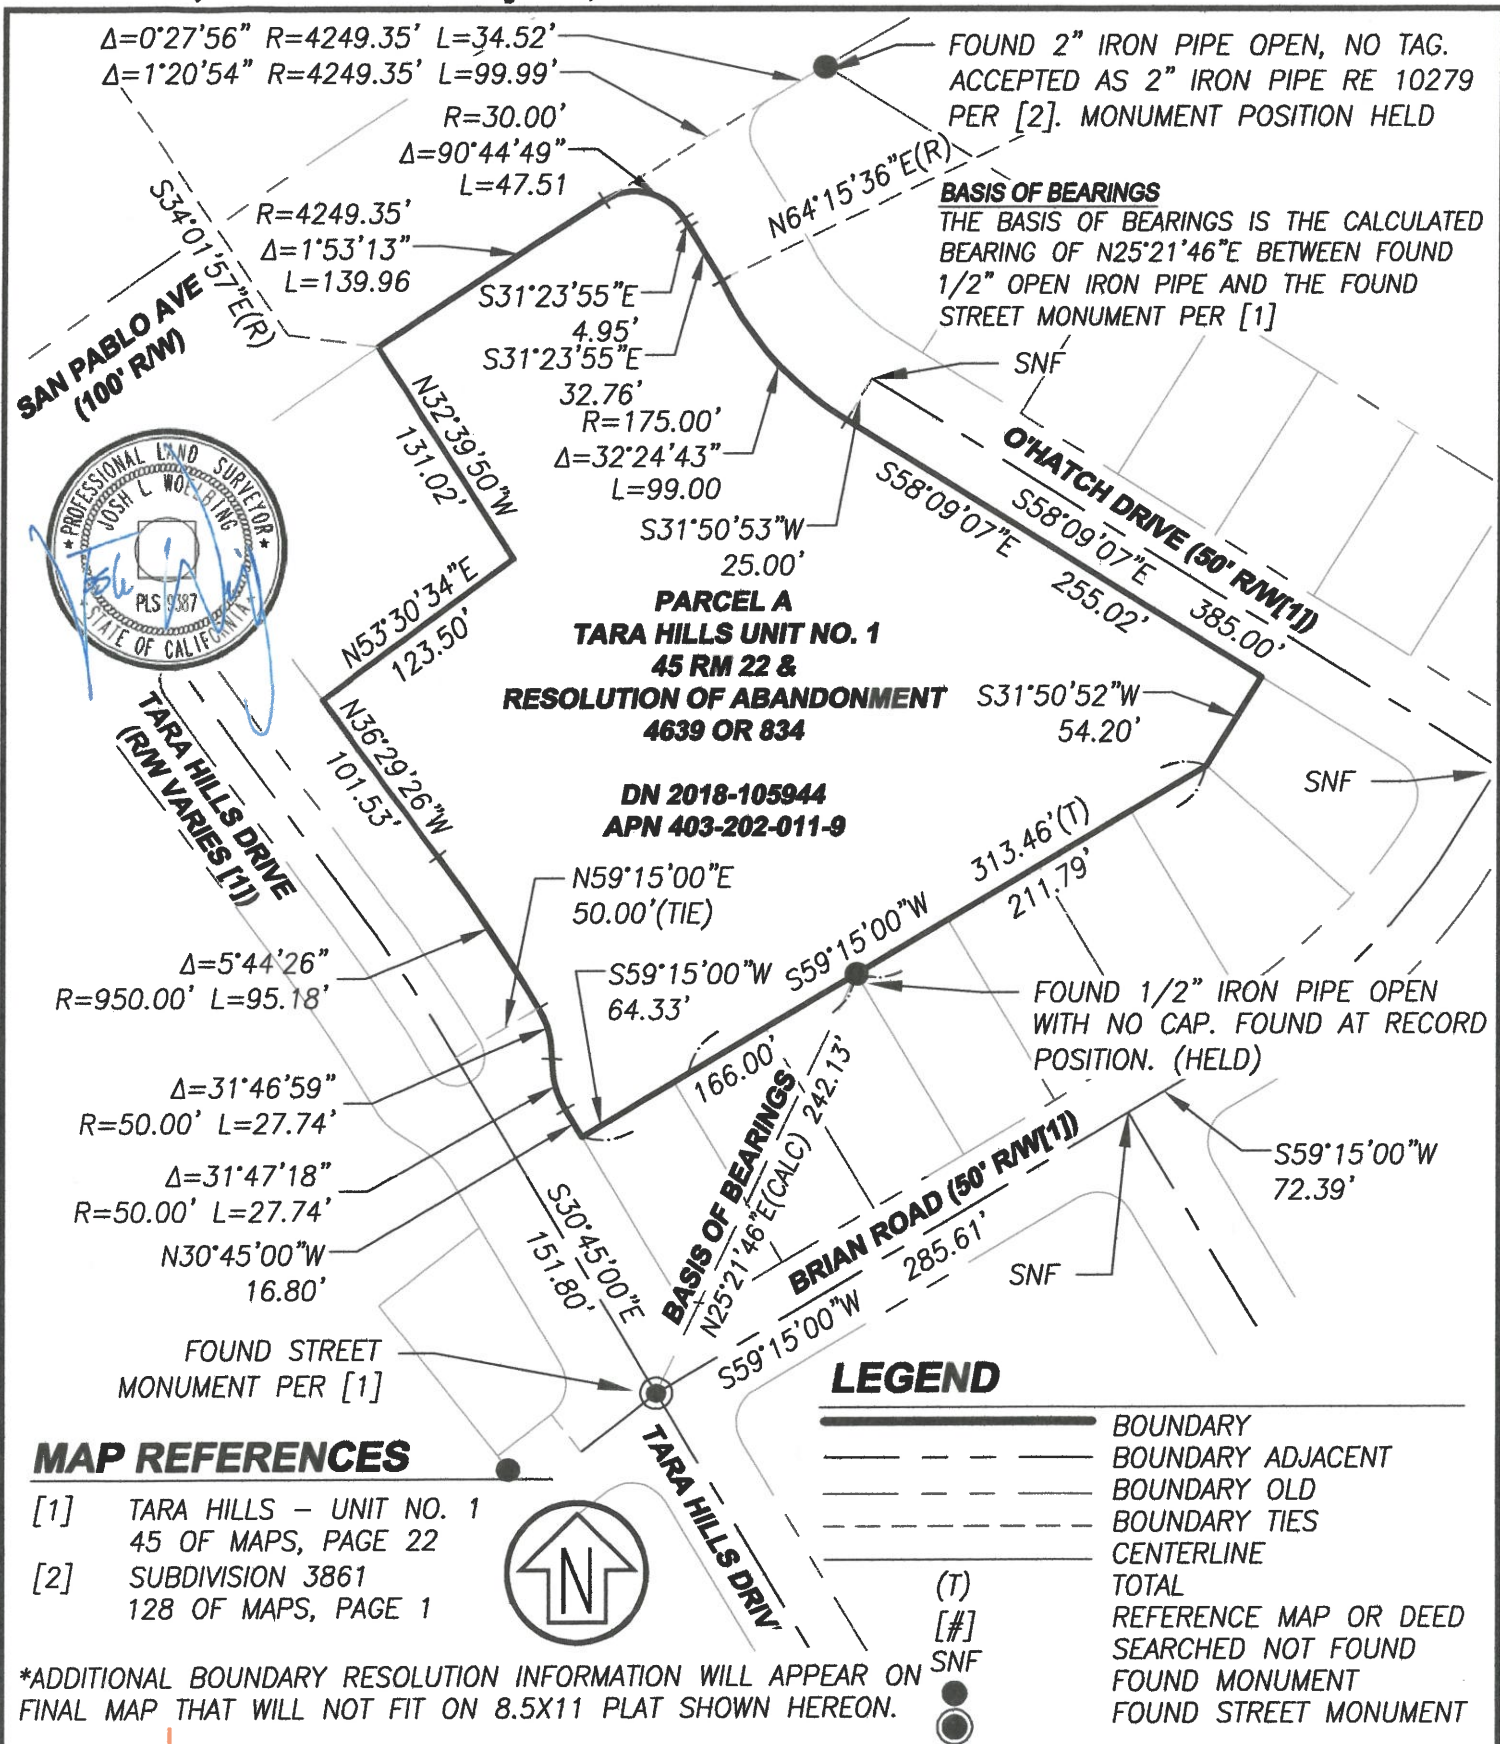 Δ=0°27'56" R=4249.35' L=34.52'
Δ=1°20'54" R=4249.35' L=99.99'
R=30.00'
Δ=90°44'49"
L=47.51
FOUND 2" IRON PIPE OPEN, NO TAG.
ACCEPTED AS 2" IRON PIPE RE 10279
PER [2]. MONUMENT POSITION HELD
S34°01'57"E(R)
N64°15'36"E(R)
BASIS OF BEARINGS
THE BASIS OF BEARINGS IS THE CALCULATED
BEARING OF N25°21'46"E BETWEEN FOUND
1/2" OPEN IRON PIPE AND THE FOUND
STREET MONUMENT PER [1]
R=4249.35'
Δ=1°53'13"
L=139.96
SAN PABLO AVE
(100' R/W)
S31°23'55"E
4.95'
S31°23'55"E
32.76'
R=175.00'
Δ=32°24'43"
L=99.00
SNF
N32°39'50"W
131.02'
O'HATCH DRIVE (50' R/W[1])
S58°09'07"E 385.00'
S58°09'07"E 255.02'
S31°50'53"W
25.00'
PROFESSIONAL LAND SURVEYOR
JOSH L WOELBING
PLS 9387
STATE OF CALIFORNIA
N53°30'34"E
123.50'
PARCEL A
TARA HILLS UNIT NO. 1
45 RM 22 &
RESOLUTION OF ABANDONMENT
4639 OR 834
DN 2018-105944
APN 403-202-011-9
S31°50'52"W
54.20'
SNF
TARA HILLS DRIVE
(R/W VARIES [1])
N36°29'26"W
101.53'
313.46'(T)
S59°15'00"W 211.79'
N59°15'00"E
50.00'(TIE)
Δ=5°44'26"
R=950.00' L=95.18'
S59°15'00"W
64.33'
166.00'
FOUND 1/2" IRON PIPE OPEN
WITH NO CAP. FOUND AT RECORD
POSITION. (HELD)
Δ=31°46'59"
R=50.00' L=27.74'
Δ=31°47'18"
R=50.00' L=27.74'
N30°45'00"W
16.80'
S30°45'00"E
151.80'
BASIS OF BEARINGS
N25°21'46"E(CALC) 242.13'
BRIAN ROAD (50' R/W[1])
S59°15'00"W 285.61'
S59°15'00"W
72.39'
SNF
FOUND STREET
MONUMENT PER [1]
TARA HILLS DRIV'
MAP REFERENCES
[1] TARA HILLS – UNIT NO. 1
45 OF MAPS, PAGE 22
[2] SUBDIVISION 3861
128 OF MAPS, PAGE 1
N
LEGEND
BOUNDARY
BOUNDARY ADJACENT
BOUNDARY OLD
BOUNDARY TIES
CENTERLINE
(T) TOTAL
[#] REFERENCE MAP OR DEED
SNF SEARCHED NOT FOUND
FOUND MONUMENT
FOUND STREET MONUMENT
*ADDITIONAL BOUNDARY RESOLUTION INFORMATION WILL APPEAR ON
FINAL MAP THAT WILL NOT FIT ON 8.5X11 PLAT SHOWN HEREON.